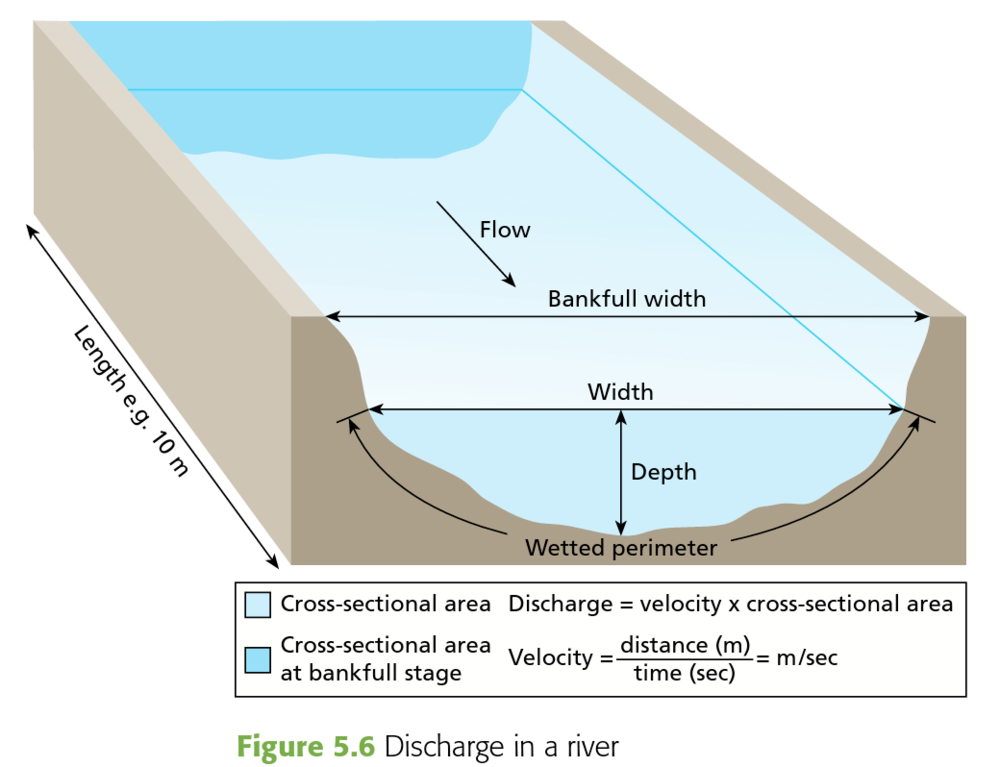 Flow
Bankfull width
Width
Length e.g. 10 m
Depth
Wetted perimeter
Cross-sectional area Discharge = velocity x cross-sectional area
Cross-sectional area
at bankfull stage
Velocity = distance (m) / time (sec) = m/sec
Figure 5.6 Discharge in a river